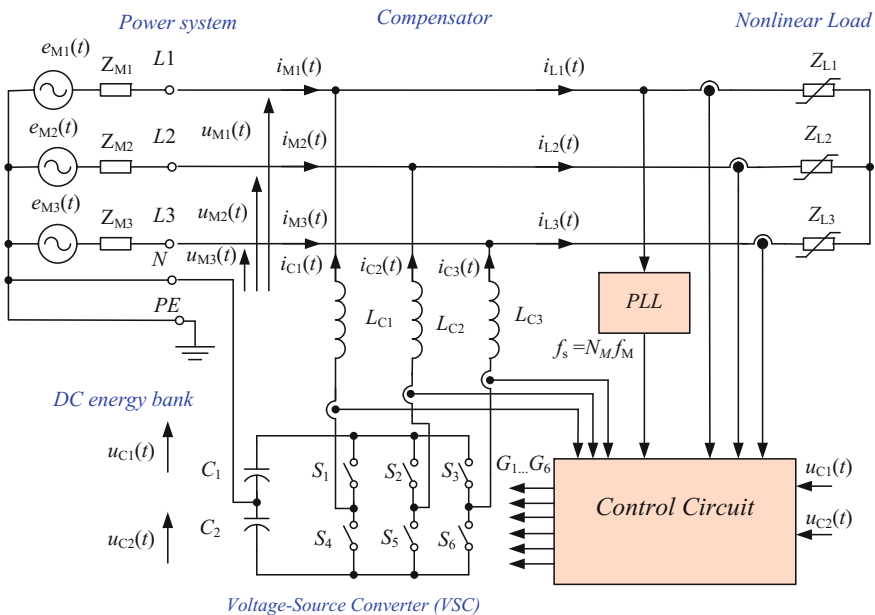 Power system
Compensator
Nonlinear Load
eM1(t)
ZM1
L1
iM1(t)
iL1(t)
ZL1
eM2(t)
ZM2
L2
uM1(t)
iM2(t)
iL2(t)
ZL2
eM3(t)
ZM3
L3
uM2(t)
iM3(t)
iL3(t)
ZL3
N
uM3(t)
iC1(t)
iC2(t)
iC3(t)
PE
LC1
LC2
LC3
PLL
fs =NM fM
DC energy bank
uC1(t)
C1
S1
S2
S3
G1...G6
uC1(t)
Control Circuit
uC2(t)
C2
S4
S5
S6
uC2(t)
Voltage-Source Converter (VSC)